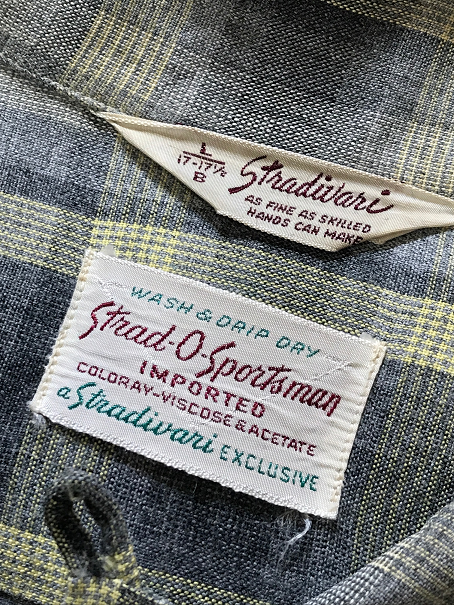 L
17-17½
B
Stradivari
AS FINE AS SKILLED
HANDS CAN MAKE
WASH & DRIP DRY
Strad-O-Sportsman
IMPORTED
COLORAY-VISCOSE & ACETATE
a Stradivari EXCLUSIVE